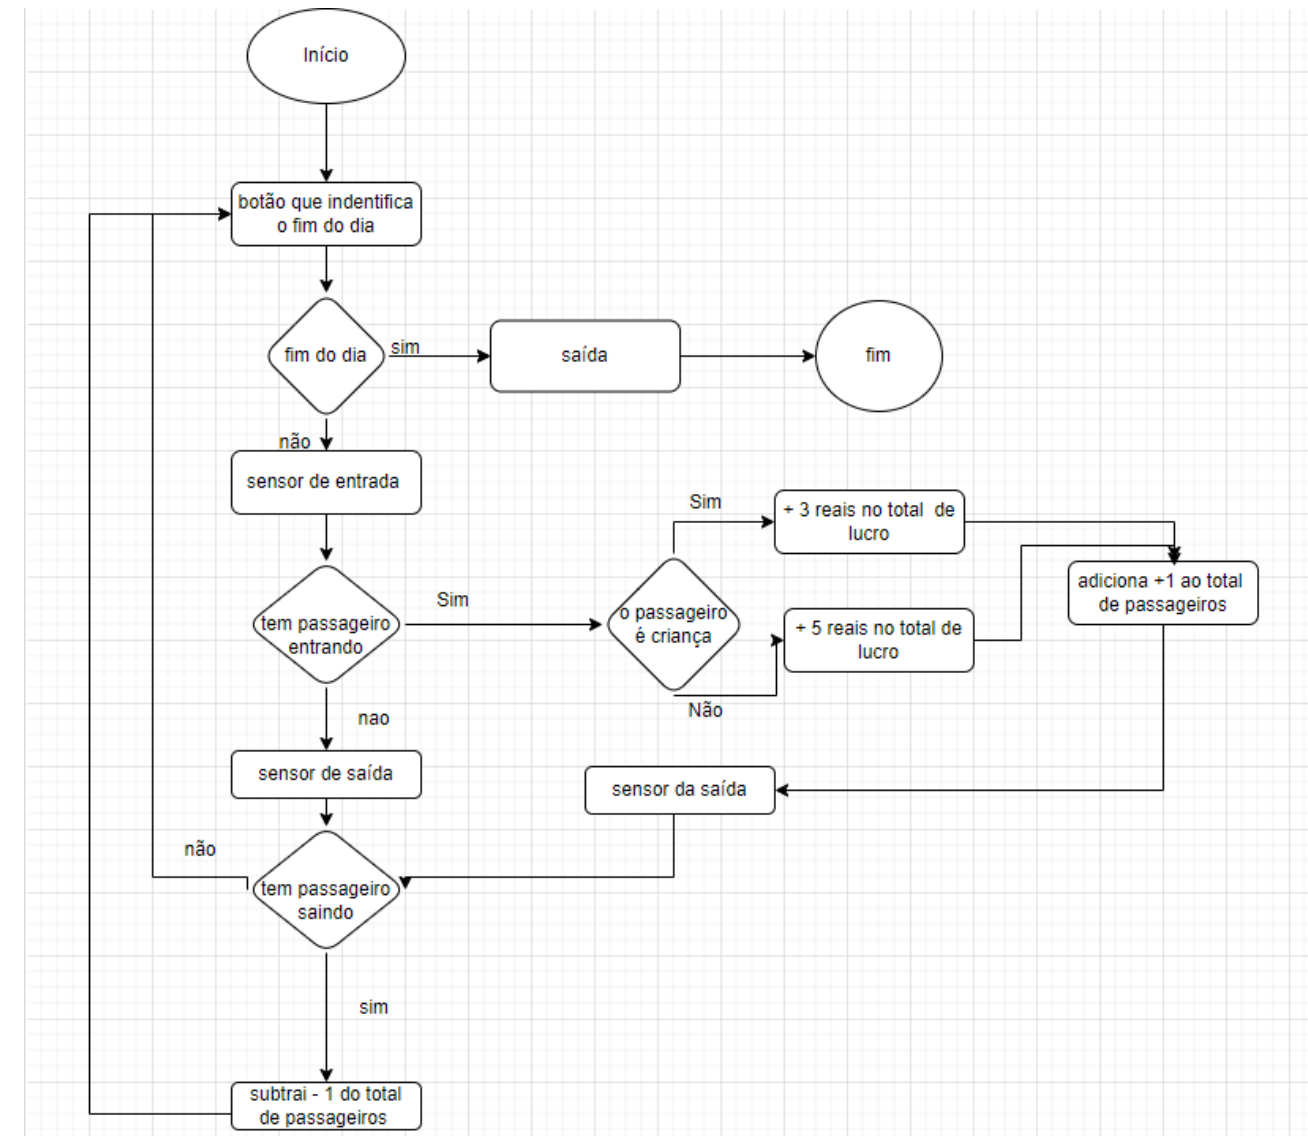 Início
botão que indentifica
o fim do dia
fim do dia
sim
saída
fim
não
sensor de entrada
Sim
+ 3 reais no total de
lucro
tem passageiro
entrando
Sim
o passageiro
é criança
+ 5 reais no total de
lucro
adiciona +1 ao total
de passageiros
Não
nao
sensor de saída
sensor da saída
não
tem passageiro
saindo
sim
subtrai - 1 do total
de passageiros